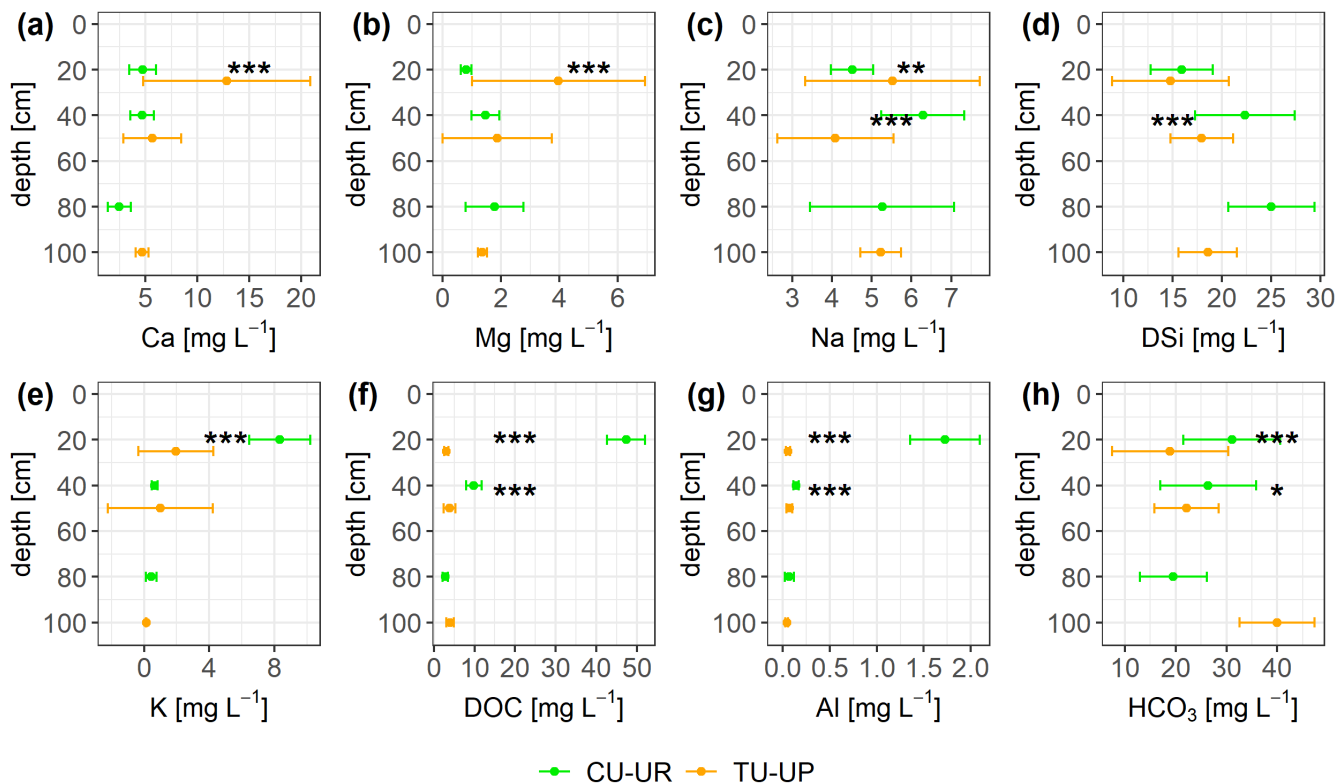 (a) (b) (c) (d)
0 0 0 0
20 *** 20 *** 20 ** 20
40 40 40 *** 40 ***
60 60 60 60
80 80 80 80
100 100 100 100
5 10 15 20 0 2 4 6 3 4 5 6 7 10 15 20 25 30
depth [cm] depth [cm] depth [cm] depth [cm]
Ca [mg L⁻¹] Mg [mg L⁻¹] Na [mg L⁻¹] DSi [mg L⁻¹]
(e) (f) (g) (h)
0 0 0 0
20 *** 20 *** 20 *** 20 ***
40 40 *** 40 *** 40 *
60 60 60 60
80 80 80 80
100 100 100 100
0 4 8 0 10 20 30 40 50 0.0 0.5 1.0 1.5 2.0 10 20 30 40
depth [cm] depth [cm] depth [cm] depth [cm]
K [mg L⁻¹] DOC [mg L⁻¹] Al [mg L⁻¹] HCO₃ [mg L⁻¹]
CU-UR TU-UP